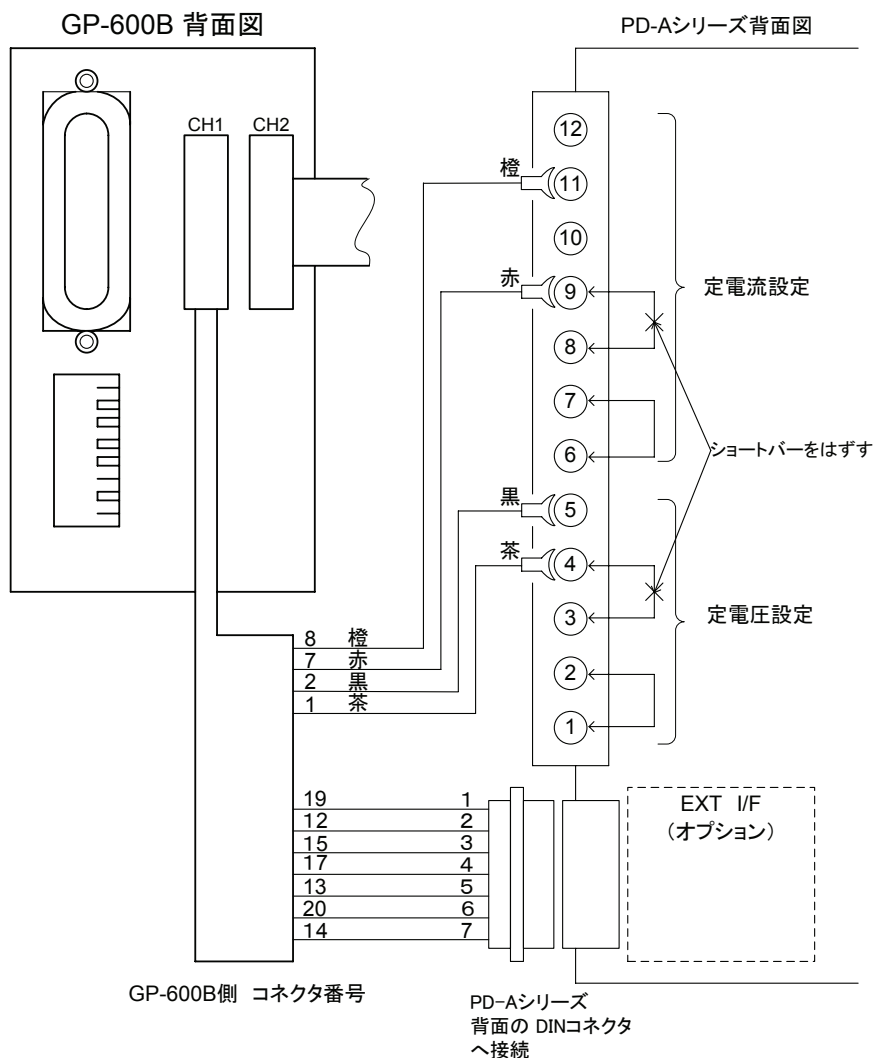 GP-600B 背面図
PD-Aシリーズ背面図
CH1
CH2
橙
赤
黒
茶
12
11
10
9
8
7
6
5
4
3
2
1
定電流設定
ショートバーをはずす
定電圧設定
8 橙
7 赤
2 黒
1 茶
19 1
12 2
15 3
17 4
13 5
20 6
14 7
EXT I/F
(オプション)
GP-600B側 コネクタ番号
PD-Aシリーズ
背面の DINコネクタ
へ接続